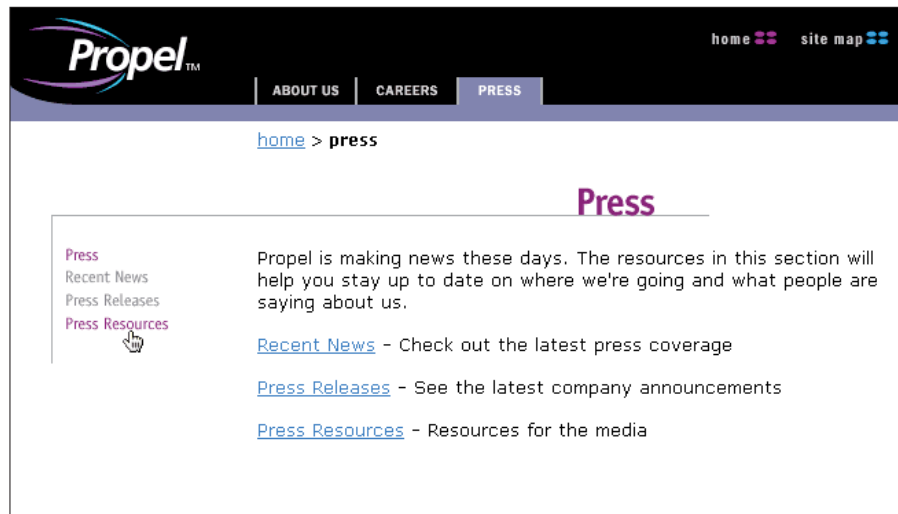 Propel TM
home
site map
ABOUT US
CAREERS
PRESS
home > press
Press
Press
Recent News
Press Releases
Press Resources
Propel is making news these days. The resources in this section will
help you stay up to date on where we're going and what people are
saying about us.
Recent News - Check out the latest press coverage
Press Releases - See the latest company announcements
Press Resources - Resources for the media